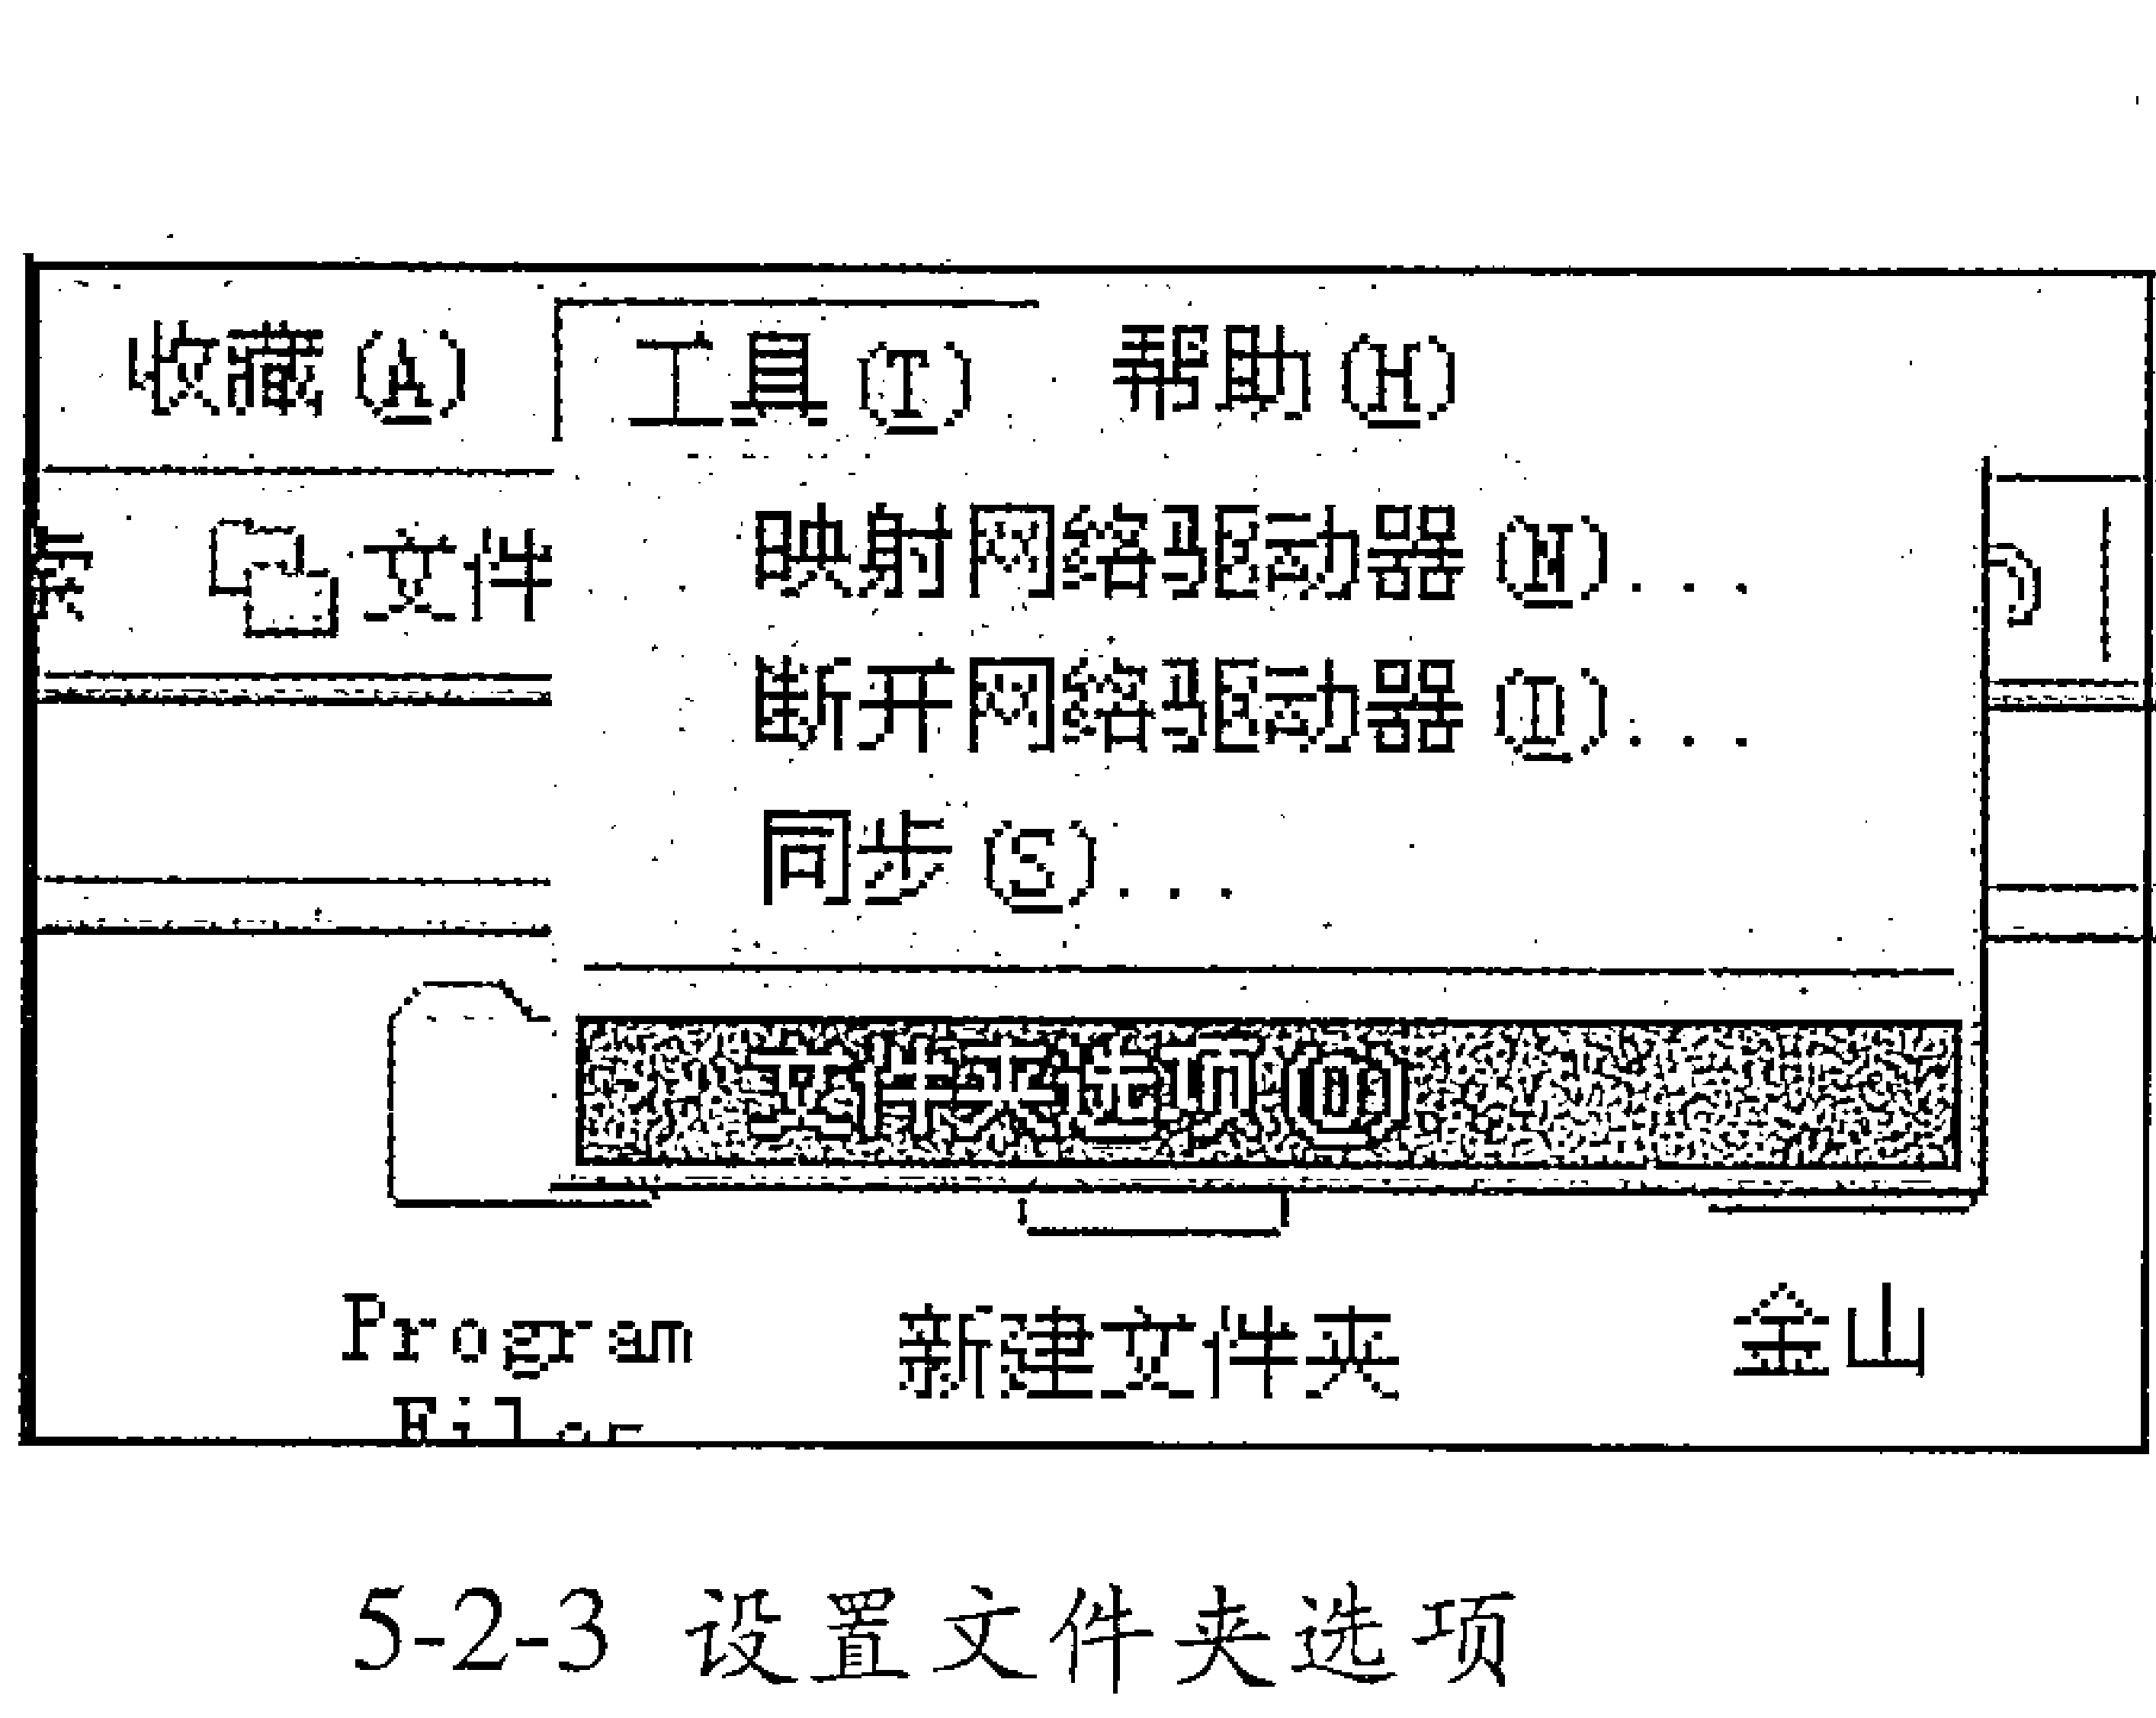 收藏(A) 工具(T) 帮助(H)
文件
映射网络驱动器(N)...
断开网络驱动器(D)...
同步(S)...
文件夹选项(O)
Program
新建文件夹
金山
5-2-3 设置文件夹选项